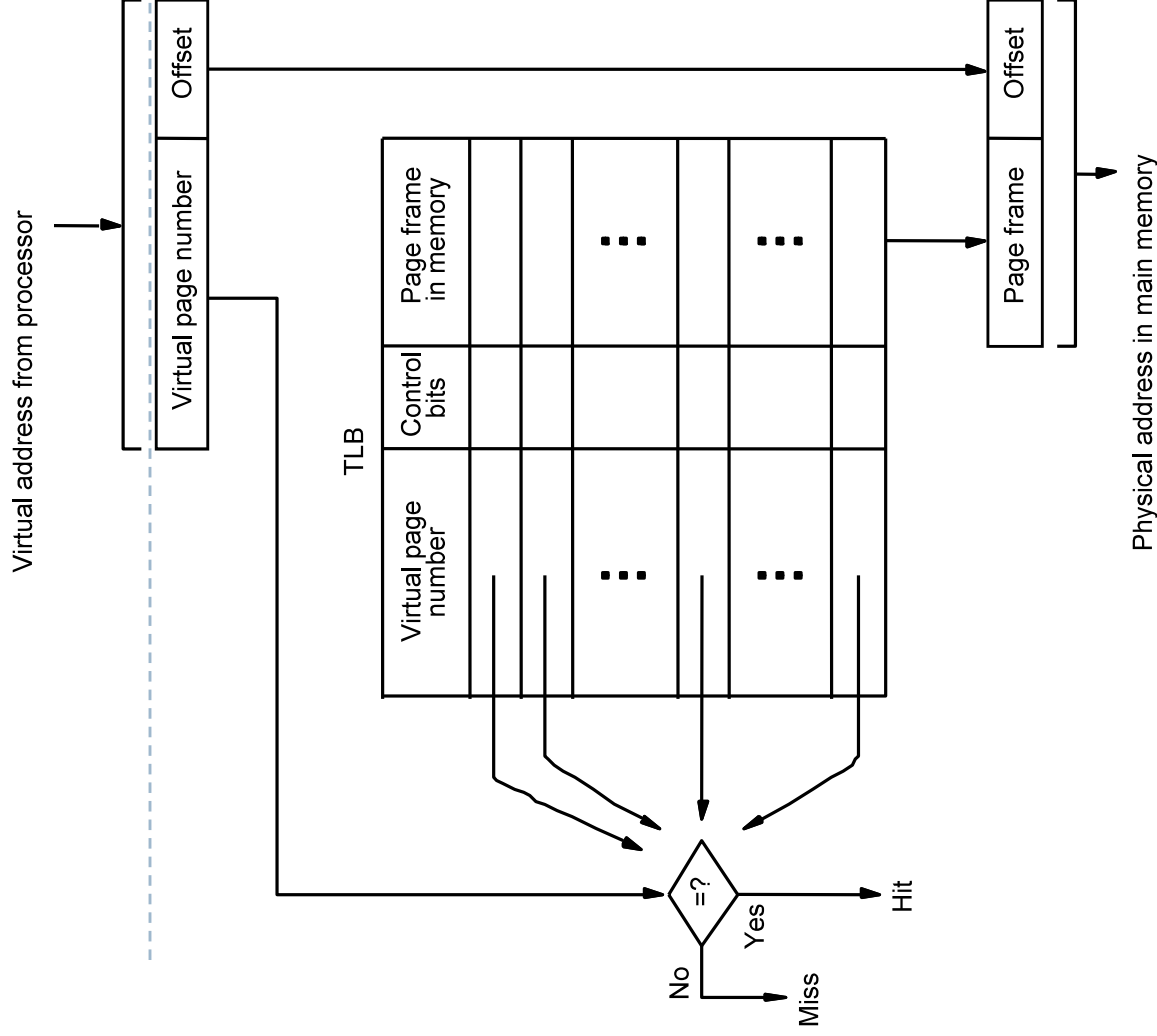 Virtual address from processor
Virtual page number
Offset
TLB
Virtual page
number
Control
bits
Page frame
in memory
=?
No
Yes
Miss
Hit
Page frame
Offset
Physical address in main memory